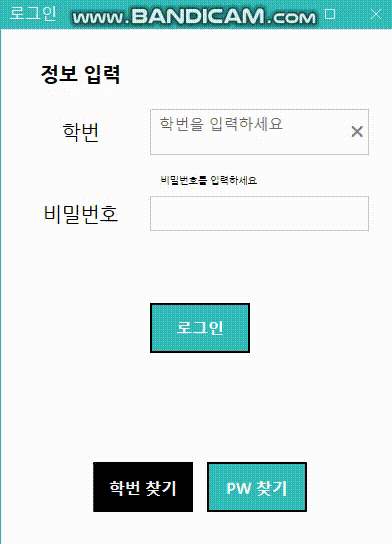 로그인
www.BANDICAM.com
정보 입력
학번
학번을 입력하세요
비밀번호를 입력하세요
비밀번호
로그인
학번 찾기
PW 찾기